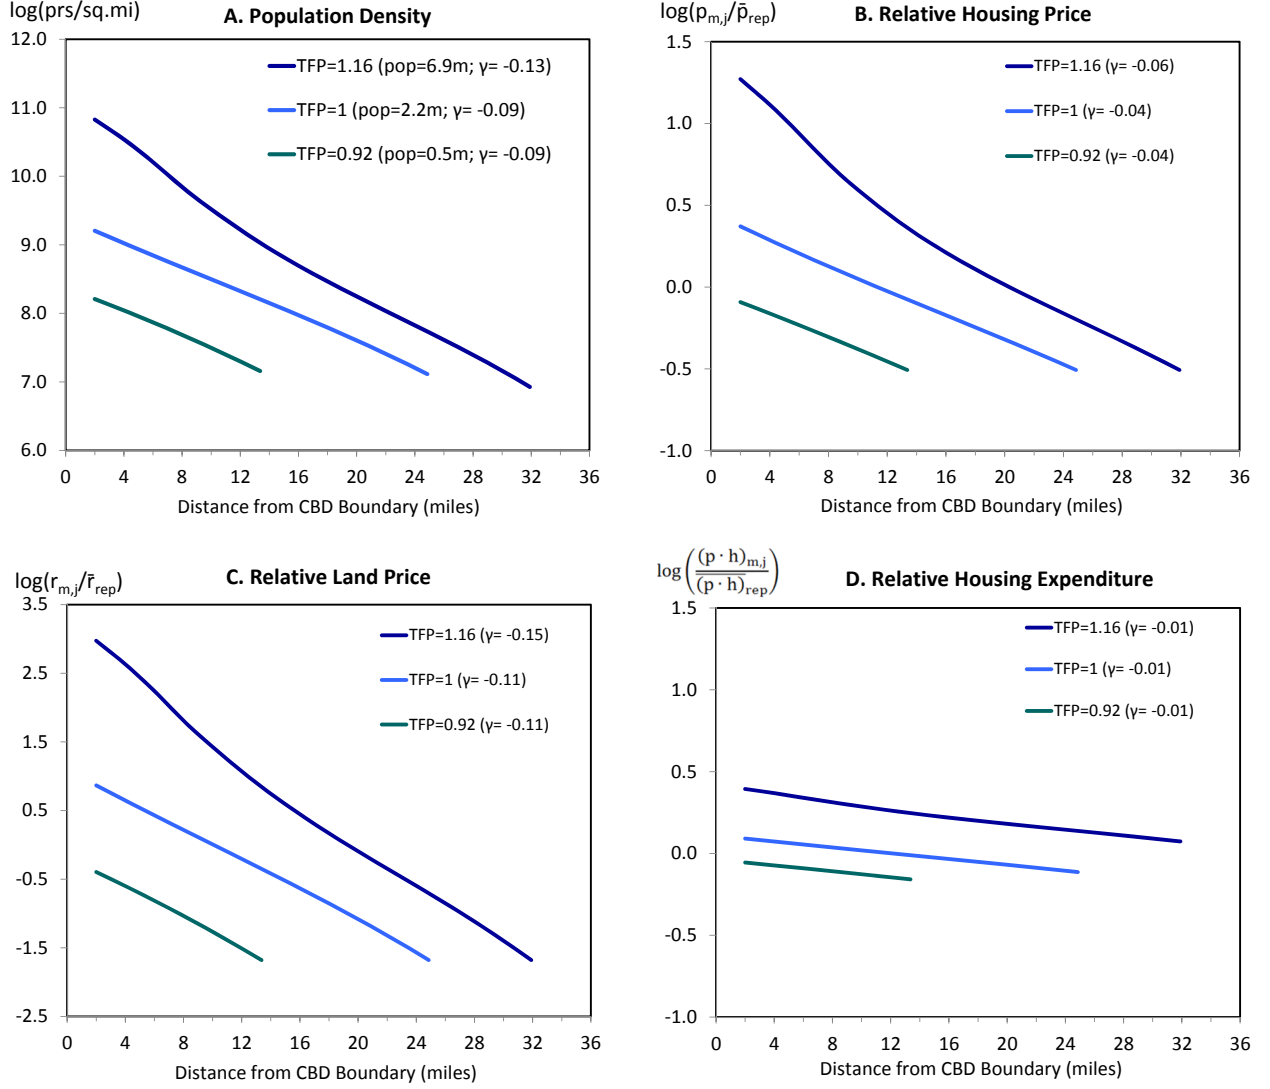 log(prs/sq.mi)
A. Population Density
12.0
11.0
10.0
9.0
8.0
7.0
6.0
TFP=1.16 (pop=6.9m; γ= -0.13)
TFP=1 (pop=2.2m; γ= -0.09)
TFP=0.92 (pop=0.5m; γ= -0.09)
0 4 8 12 16 20 24 28 32 36
Distance from CBD Boundary (miles)
log(p_{m,j}/p̄_{rep})
B. Relative Housing Price
1.5
1.0
0.5
0.0
-0.5
-1.0
TFP=1.16 (γ= -0.06)
TFP=1 (γ= -0.04)
TFP=0.92 (γ= -0.04)
0 4 8 12 16 20 24 28 32 36
Distance from CBD Boundary (miles)
log(r_{m,j}/r̄_{rep})
C. Relative Land Price
3.5
2.5
1.5
0.5
-0.5
-1.5
-2.5
TFP=1.16 (γ= -0.15)
TFP=1 (γ= -0.11)
TFP=0.92 (γ= -0.11)
0 4 8 12 16 20 24 28 32 36
Distance from CBD Boundary (miles)
log((p · h)_{m,j}/\overline{(p · h)}_{rep})
D. Relative Housing Expenditure
1.5
1.0
0.5
0.0
-0.5
-1.0
TFP=1.16 (γ= -0.01)
TFP=1 (γ= -0.01)
TFP=0.92 (γ= -0.01)
0 4 8 12 16 20 24 28 32 36
Distance from CBD Boundary (miles)